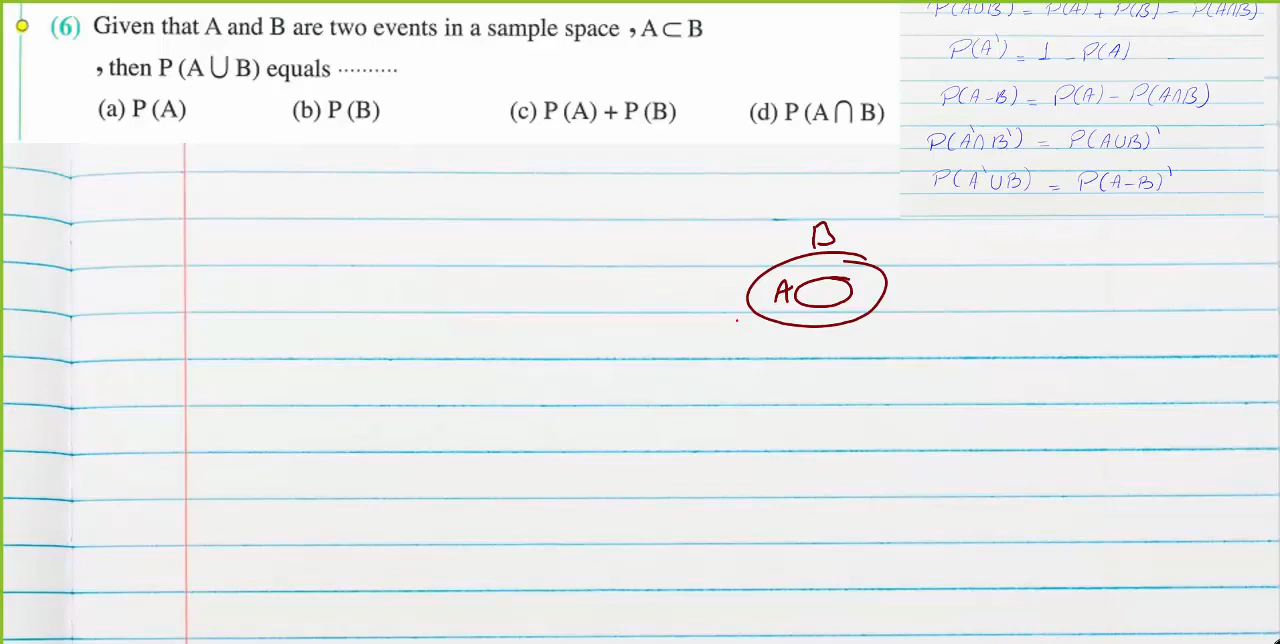 (6) Given that A and B are two events in a sample space , A ⊂ B
, then P (A ∪ B) equals ··········
(a) P (A) (b) P (B) (c) P (A) + P (B) (d) P (A ∩ B)
P(A∪B) = P(A) + P(B) - P(A∩B)
P(A') = 1 - P(A)
P(A-B) = P(A) - P(A∩B)
P(A'∩B') = P(A∪B)'
P(A'∪B) = P(A-B)'
B
A